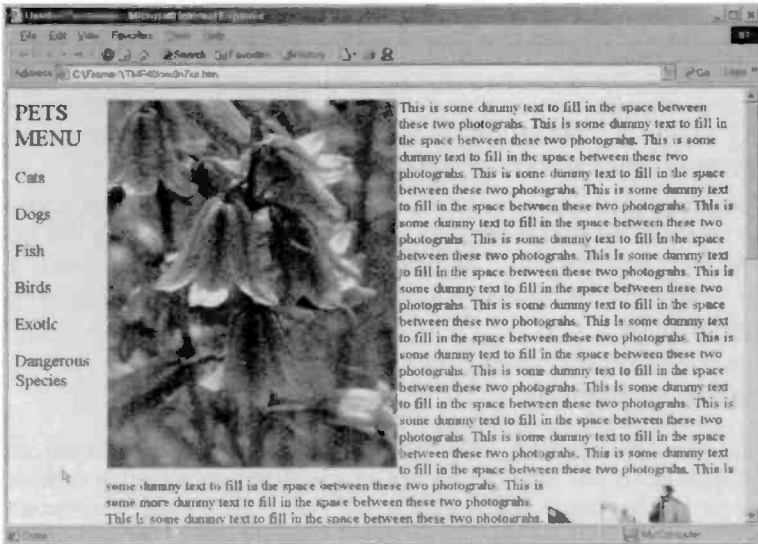 Microsoft Internet Explorer
File Edit View Favorites Help
Search Favorites
Address
Go
PETS
MENU
Cats
Dogs
Fish
Birds
Exotic
Dangerous
Species
This is some dummy text to fill in the space between
these two photograhs. This is some dummy text to fill in
the space between these two photograhs. This is some
dummy text to fill in the space between these two
photograhs. This is some dummy text to fill in the space
between these two photograhs. This is some dummy text
to fill in the space between these two photograhs. This is
some dummy text to fill in the space between these two
photograhs. This is some dummy text to fill in the space
between these two photograhs. This is some dummy text
to fill in the space between these two photograhs. This is
some dummy text to fill in the space between these two
photograhs. This is some dummy text to fill in the space
between these two photograhs. This is some dummy text
to fill in the space between these two photograhs. This is
some dummy text to fill in the space between these two
photograhs. This is some dummy text to fill in the space
between these two photograhs. This is some dummy text
to fill in the space between these two photograhs. This is
some dummy text to fill in the space between these two
photograhs. This is some dummy text to fill in the space
between these two photograhs. This is some dummy text
to fill in the space between these two photograhs. This is
some dummy text to fill in the space between these two photograhs. This is
some more dummy text to fill in the space between these two photograhs.
This is some dummy text to fill in the space between these two photograhs.
My Computer